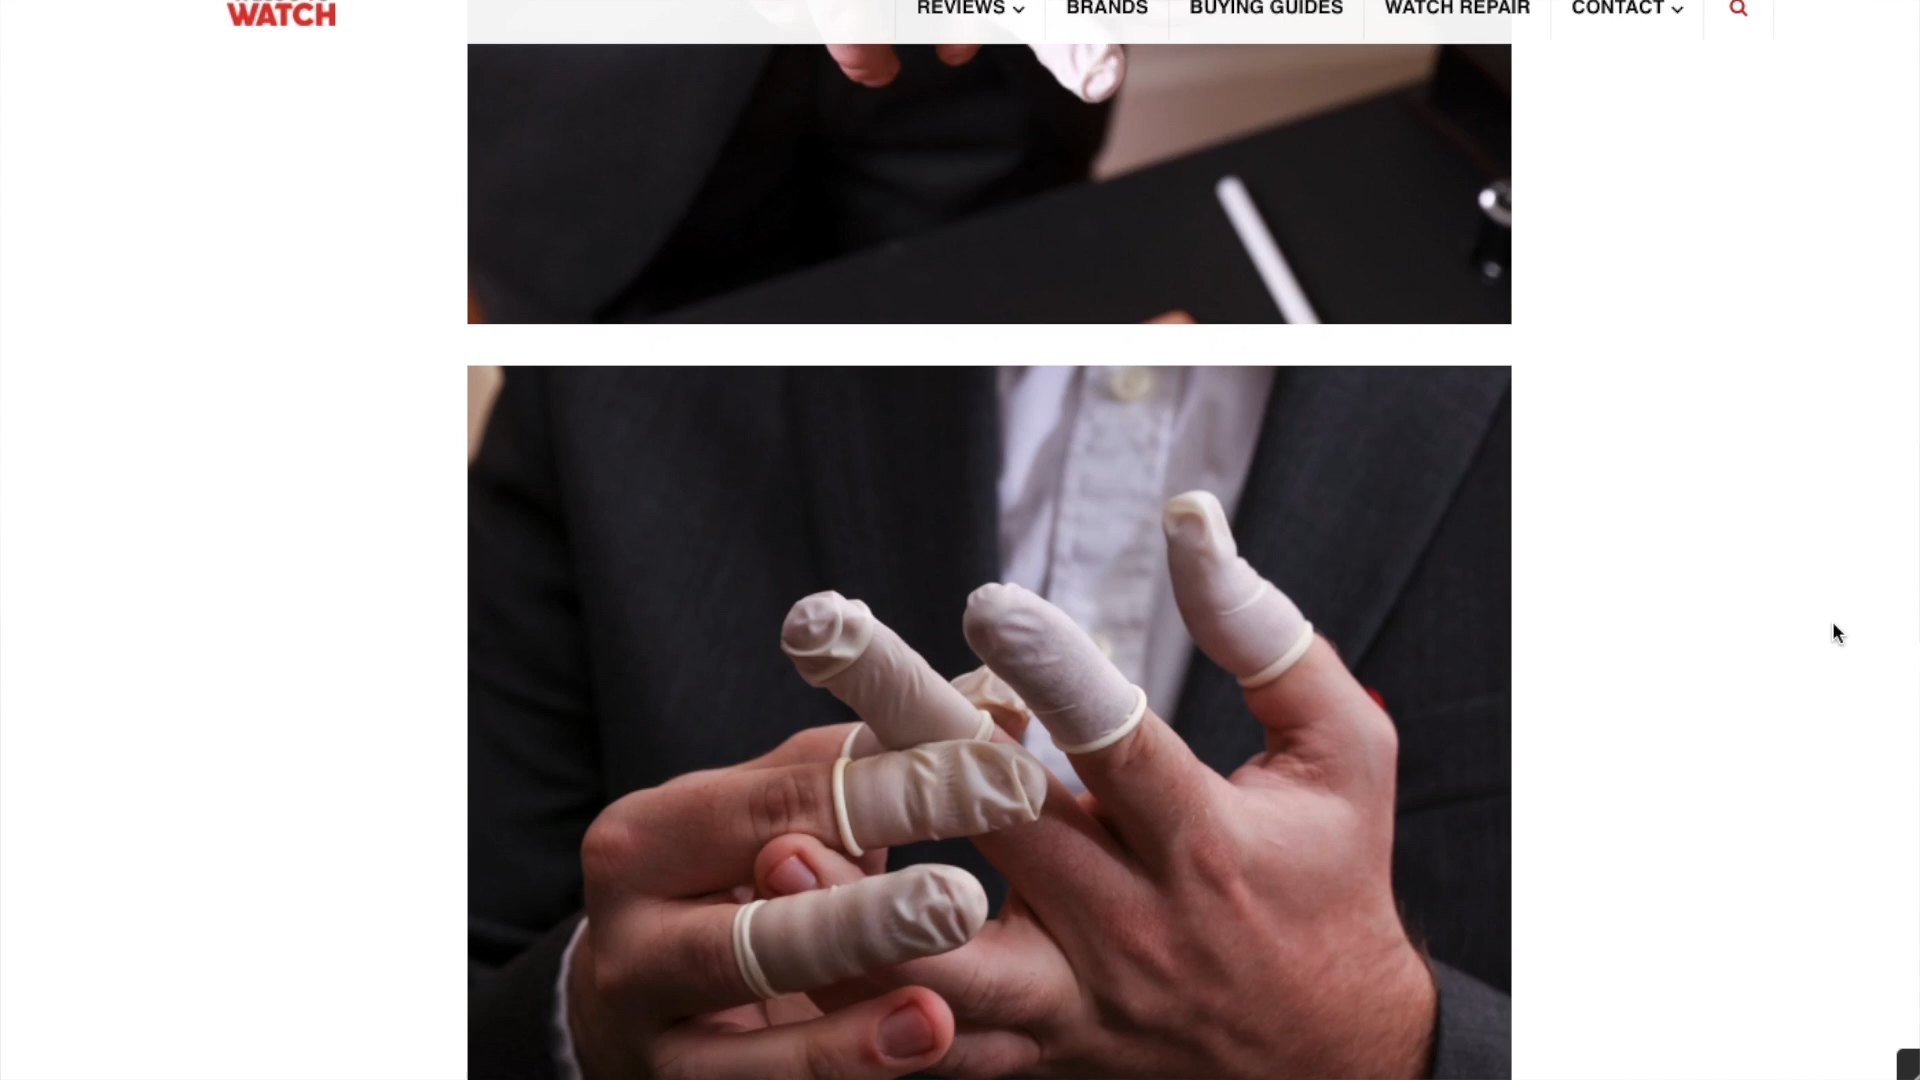 WATCH
REVIEWS
BRANDS
BUYING GUIDES
WATCH REPAIR
CONTACT